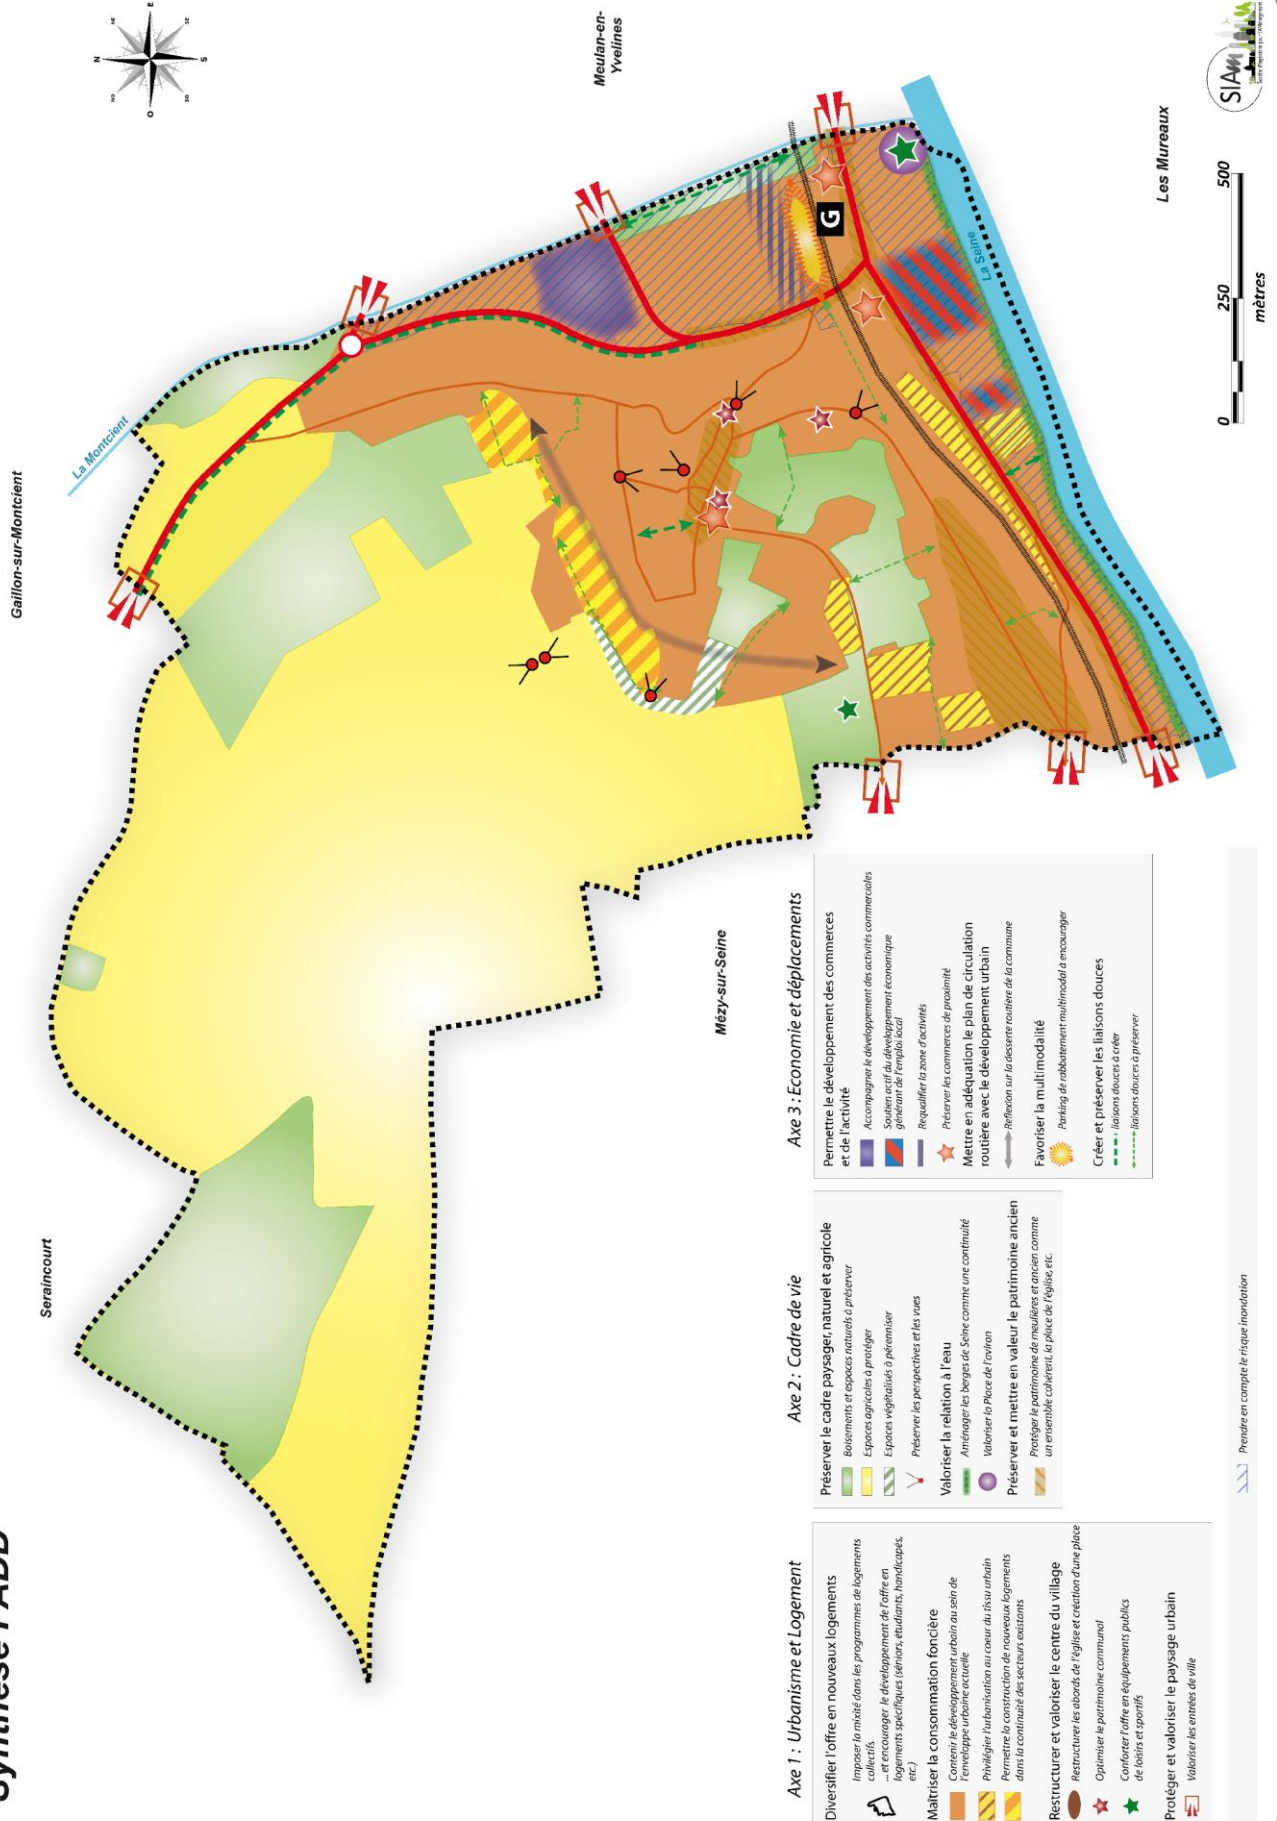 Synthèse PADD
Seraincourt
Gaillon-sur-Montcient
La Montcient
N
NE
E
SE
S
SO
O
NO
Meulan-en-
Yvelines
Mézy-sur-Seine
G
La Seine
Les Mureaux
0 250 500
mètres
SIAM
Axe 1 : Urbanisme et Logement
Diversifier l'offre en nouveaux logements
Imposer la mixité dans les programmes de logements
collectifs
... et encourager le développement de l'offre en
logements spécifiques (séniors, étudiants, handicapés,
etc.)
Maîtriser la consommation foncière
Contenir le développement urbain au sein de
l'enveloppe urbaine actuelle
Privilégier l'urbanisation au coeur du tissu urbain
Permettre la construction de nouveaux logements
dans la continuité des secteurs existants
Restructurer et valoriser le centre du village
Restructurer les abords de l'église et création d'une place
Optimiser le patrimoine communal
Conforter l'offre en équipements publics
de loisirs et sportifs
Protéger et valoriser le paysage urbain
Valoriser les entrées de ville
Axe 2 : Cadre de vie
Préserver le cadre paysager, naturel et agricole
Boisements et espaces naturels à préserver
Espaces agricoles à protéger
Espaces végétalisés à pérenniser
Préserver les perspectives et les vues
Valoriser la relation à l'eau
Aménager les berges de Seine comme une continuité
Valoriser la Place de l'aviron
Préserver et mettre en valeur le patrimoine ancien
Protéger le patrimoine de meulières et ancien comme
un ensemble cohérent, la place de l'église, etc.
Axe 3 : Economie et déplacements
Permettre le développement des commerces
et de l'activité
Accompagner le développement des activités commerciales
Soutien actif du développement économique
générant de l'emploi local
Requalifier la zone d'activités
Préserver les commerces de proximité
Mettre en adéquation le plan de circulation
routière avec le développement urbain
Réflexion sur la desserte routière de la commune
Favoriser la multimodalité
Parking de rabbatement multimodal à encourager
Créer et préserver les liaisons douces
liaisons douces à créer
liaisons douces à préserver
Prendre en compte le risque inondation